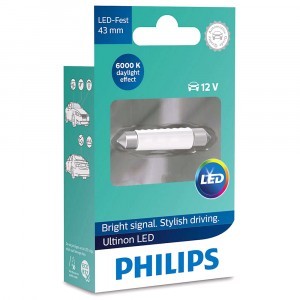 LED-Fest
43 mm
6000 K
daylight
effect
12 V
LED
Bright signal. Stylish driving.
Ultinon LED
PHILIPS